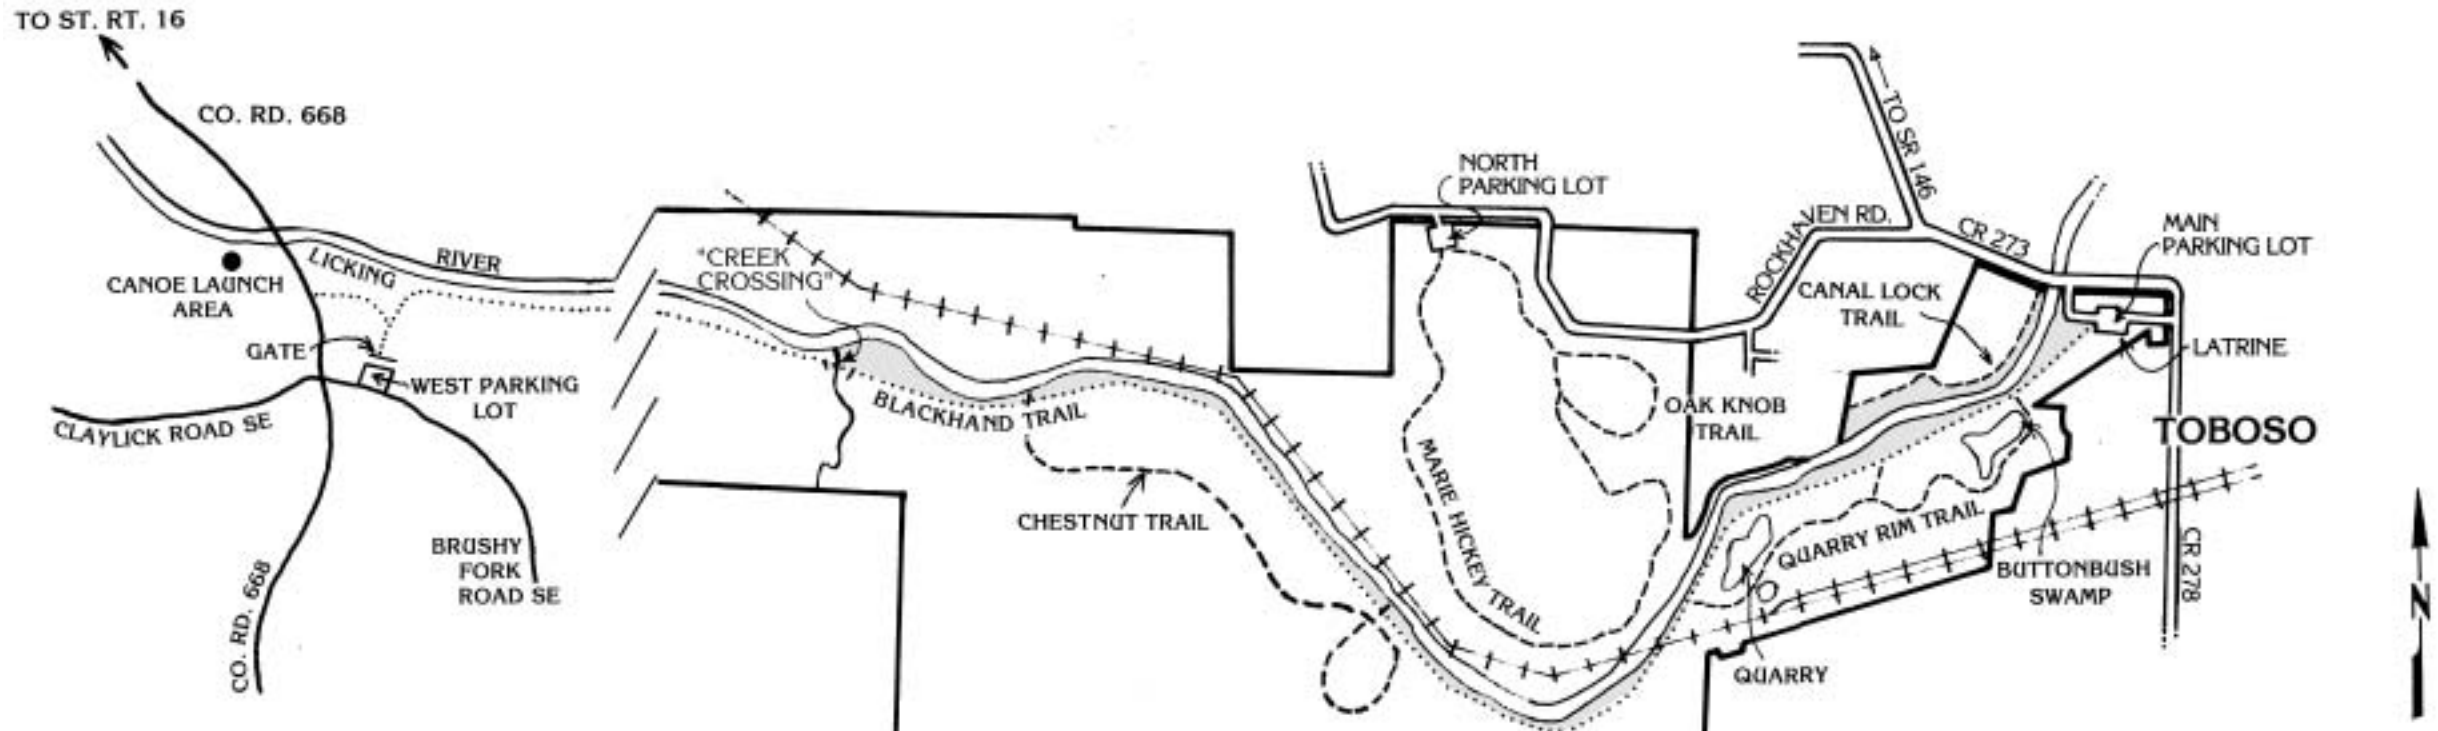 TO ST. RT. 16
CO. RD. 668
LICKING
RIVER
CANOE LAUNCH
AREA
GATE
WEST PARKING
LOT
CLAYLICK ROAD SE
BRUSHY
FORK
ROAD SE
CO. RD. 668
"CREEK
CROSSING"
BLACKHAND TRAIL
CHESTNUT TRAIL
NORTH
PARKING LOT
MARIE HICKEY TRAIL
OAK KNOB
TRAIL
ROCKHAVEN RD.
TO SR 146
CR 273
CANAL LOCK
TRAIL
MAIN
PARKING LOT
LATRINE
TOBOSO
QUARRY RIM TRAIL
BUTTONBUSH
SWAMP
QUARRY
CR 278
N